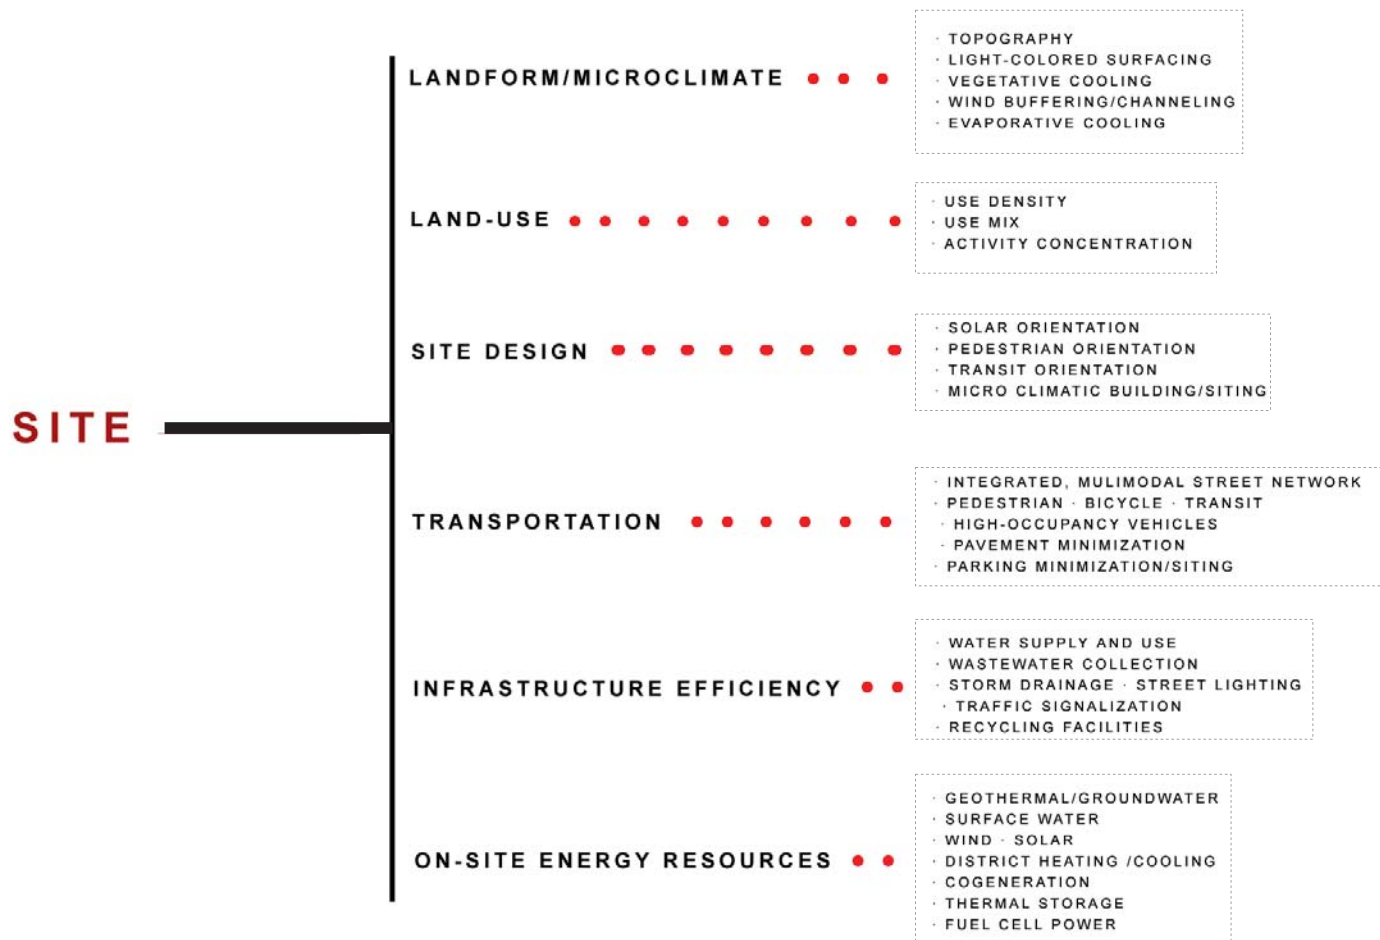 SITE
LANDFORM/MICROCLIMATE
· TOPOGRAPHY
· LIGHT-COLORED SURFACING
· VEGETATIVE COOLING
· WIND BUFFERING/CHANNELING
· EVAPORATIVE COOLING
LAND-USE
· USE DENSITY
· USE MIX
· ACTIVITY CONCENTRATION
SITE DESIGN
· SOLAR ORIENTATION
· PEDESTRIAN ORIENTATION
· TRANSIT ORIENTATION
· MICRO CLIMATIC BUILDING/SITING
TRANSPORTATION
· INTEGRATED, MULIMODAL STREET NETWORK
· PEDESTRIAN · BICYCLE · TRANSIT
· HIGH-OCCUPANCY VEHICLES
· PAVEMENT MINIMIZATION
· PARKING MINIMIZATION/SITING
INFRASTRUCTURE EFFICIENCY
· WATER SUPPLY AND USE
· WASTEWATER COLLECTION
· STORM DRAINAGE · STREET LIGHTING
· TRAFFIC SIGNALIZATION
· RECYCLING FACILITIES
ON-SITE ENERGY RESOURCES
· GEOTHERMAL/GROUNDWATER
· SURFACE WATER
· WIND · SOLAR
· DISTRICT HEATING /COOLING
· COGENERATION
· THERMAL STORAGE
· FUEL CELL POWER